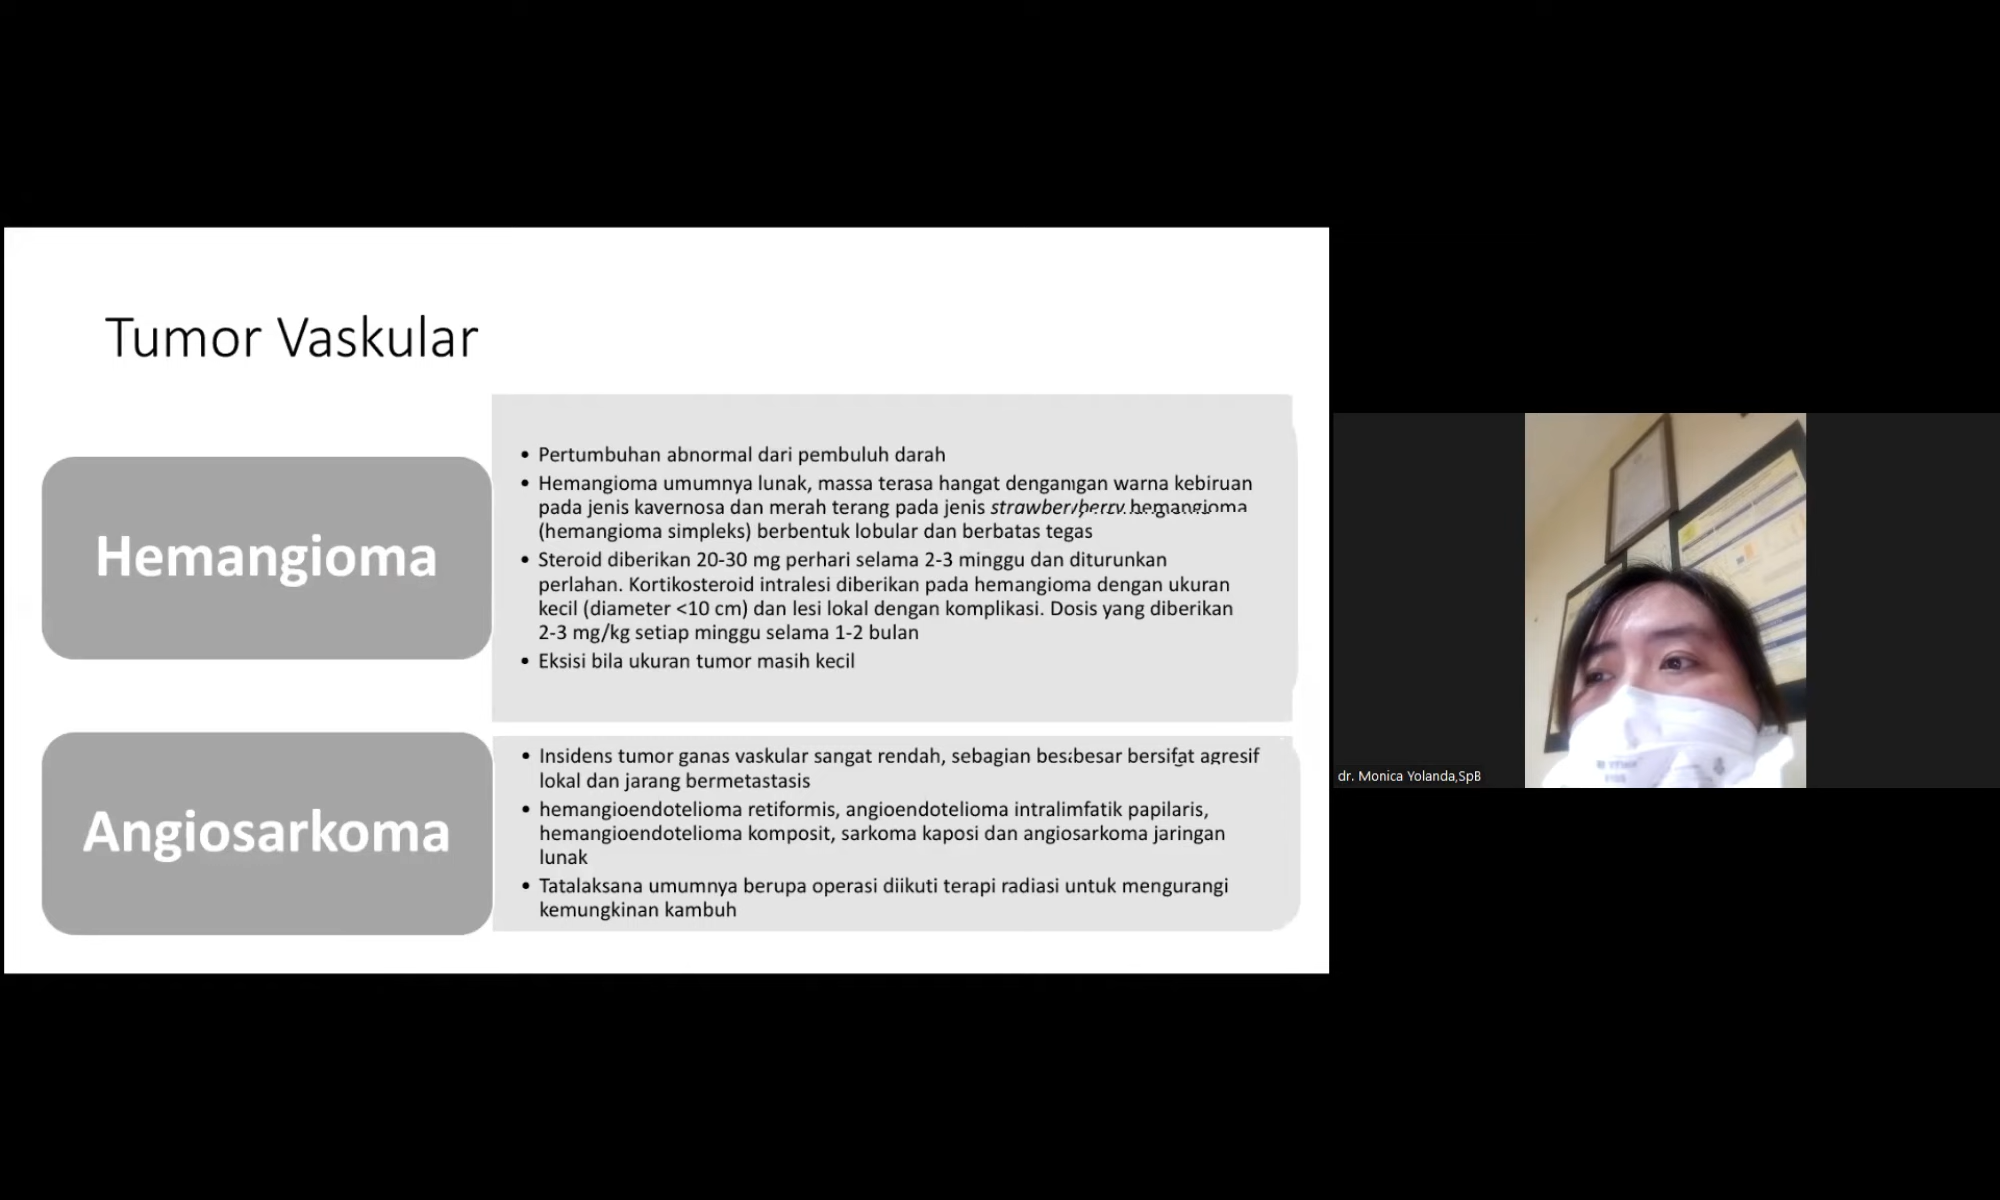 Tumor Vaskular
Hemangioma
• Pertumbuhan abnormal dari pembuluh darah
• Hemangioma umumnya lunak, massa terasa hangat denganıgan warna kebiruan
pada jenis kavernosa dan merah terang pada jenis strawber/berry hemangioma
(hemangioma simpleks) berbentuk lobular dan berbatas tegas
• Steroid diberikan 20-30 mg perhari selama 2-3 minggu dan diturunkan
perlahan. Kortikosteroid intralesi diberikan pada hemangioma dengan ukuran
kecil (diameter <10 cm) dan lesi lokal dengan komplikasi. Dosis yang diberikan
2-3 mg/kg setiap minggu selama 1-2 bulan
• Eksisi bila ukuran tumor masih kecil
Angiosarkoma
• Insidens tumor ganas vaskular sangat rendah, sebagian besibesar bersifat agresif
lokal dan jarang bermetastasis
• hemangioendotelioma retiformis, angioendotelioma intralimfatik papilaris,
hemangioendotelioma komposit, sarkoma kaposi dan angiosarkoma jaringan
lunak
• Tatalaksana umumnya berupa operasi diikuti terapi radiasi untuk mengurangi
kemungkinan kambuh
dr. Monica Yolanda,SpB